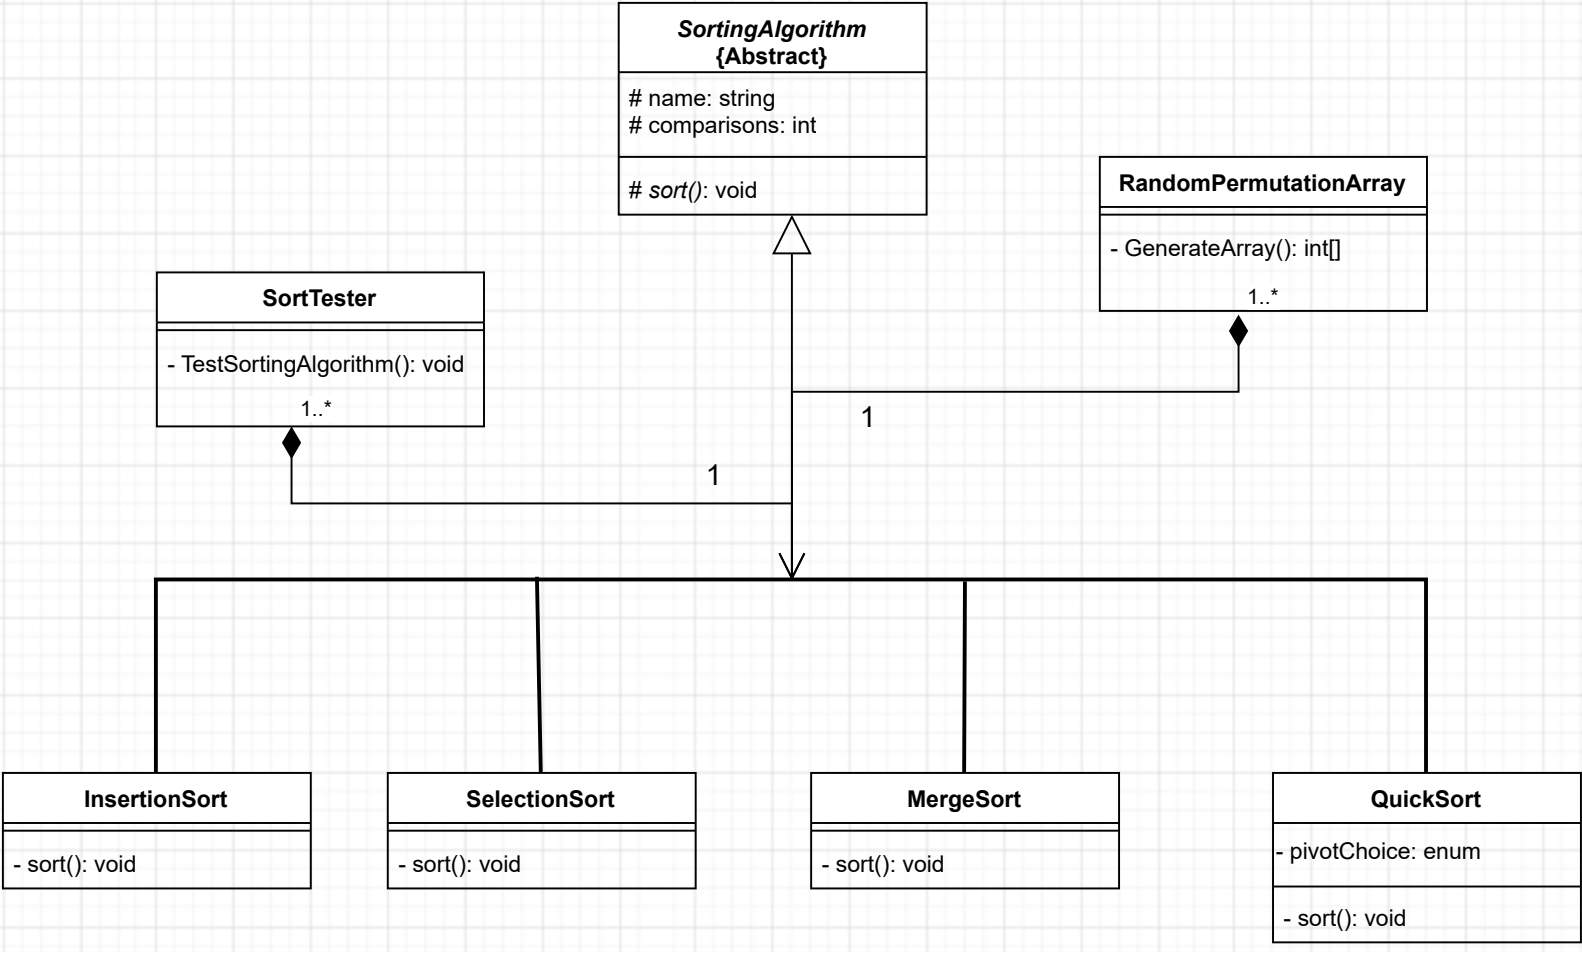 SortingAlgorithm
{Abstract}
# name: string
# comparisons: int
# sort(): void
RandomPermutationArray
- GenerateArray(): int[]
1..*
SortTester
- TestSortingAlgorithm(): void
1..*
1
1
InsertionSort
- sort(): void
SelectionSort
- sort(): void
MergeSort
- sort(): void
QuickSort
- pivotChoice: enum
- sort(): void